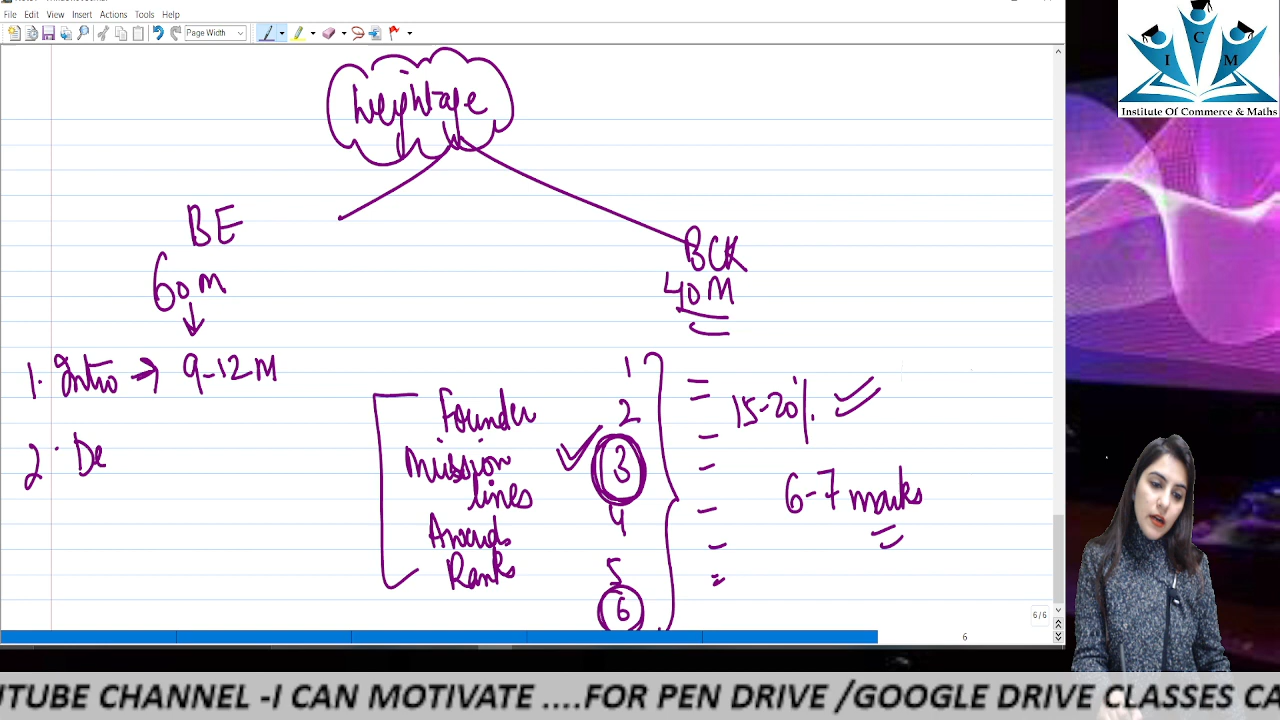 File Edit View Insert Actions Tools Help
Page Width
I C M
Institute Of Commerce & Maths
Weightage
BE
60 M
BCK
40 M
1. Intro → 9-12 M
2. De
Founder
Mission
lines
Awards
Ranks
1
2
3
4
5
6
15-20%
6-7 marks
6/6
6
UTUBE CHANNEL -I CAN MOTIVATE ....FOR PEN DRIVE /GOOGLE DRIVE CLASSES CA